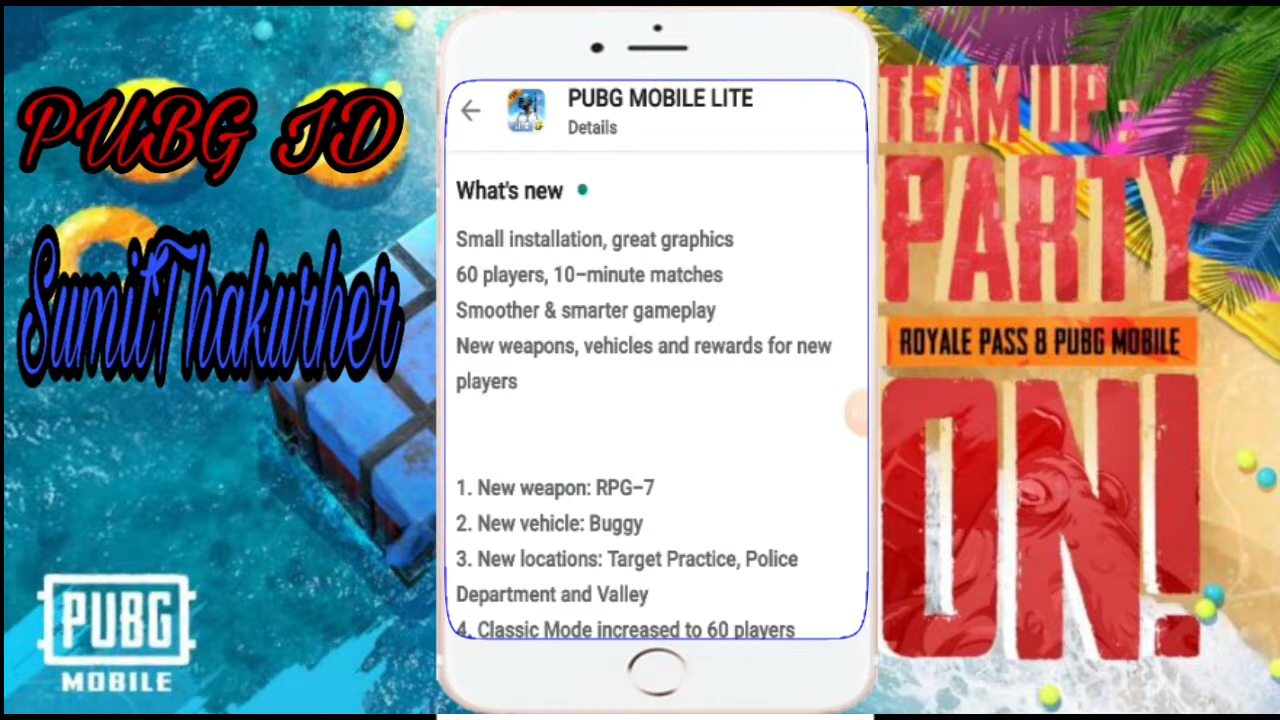 PUBG ID
SumitThakurher
PUBG
MOBILE
PUBG MOBILE LITE
Details
What's new
Small installation, great graphics
60 players, 10-minute matches
Smoother & smarter gameplay
New weapons, vehicles and rewards for new
players
1. New weapon: RPG-7
2. New vehicle: Buggy
3. New locations: Target Practice, Police
Department and Valley
4. Classic Mode increased to 60 players
TEAM UP
PARTY
ROYALE PASS 8 PUBG MOBILE
ON!